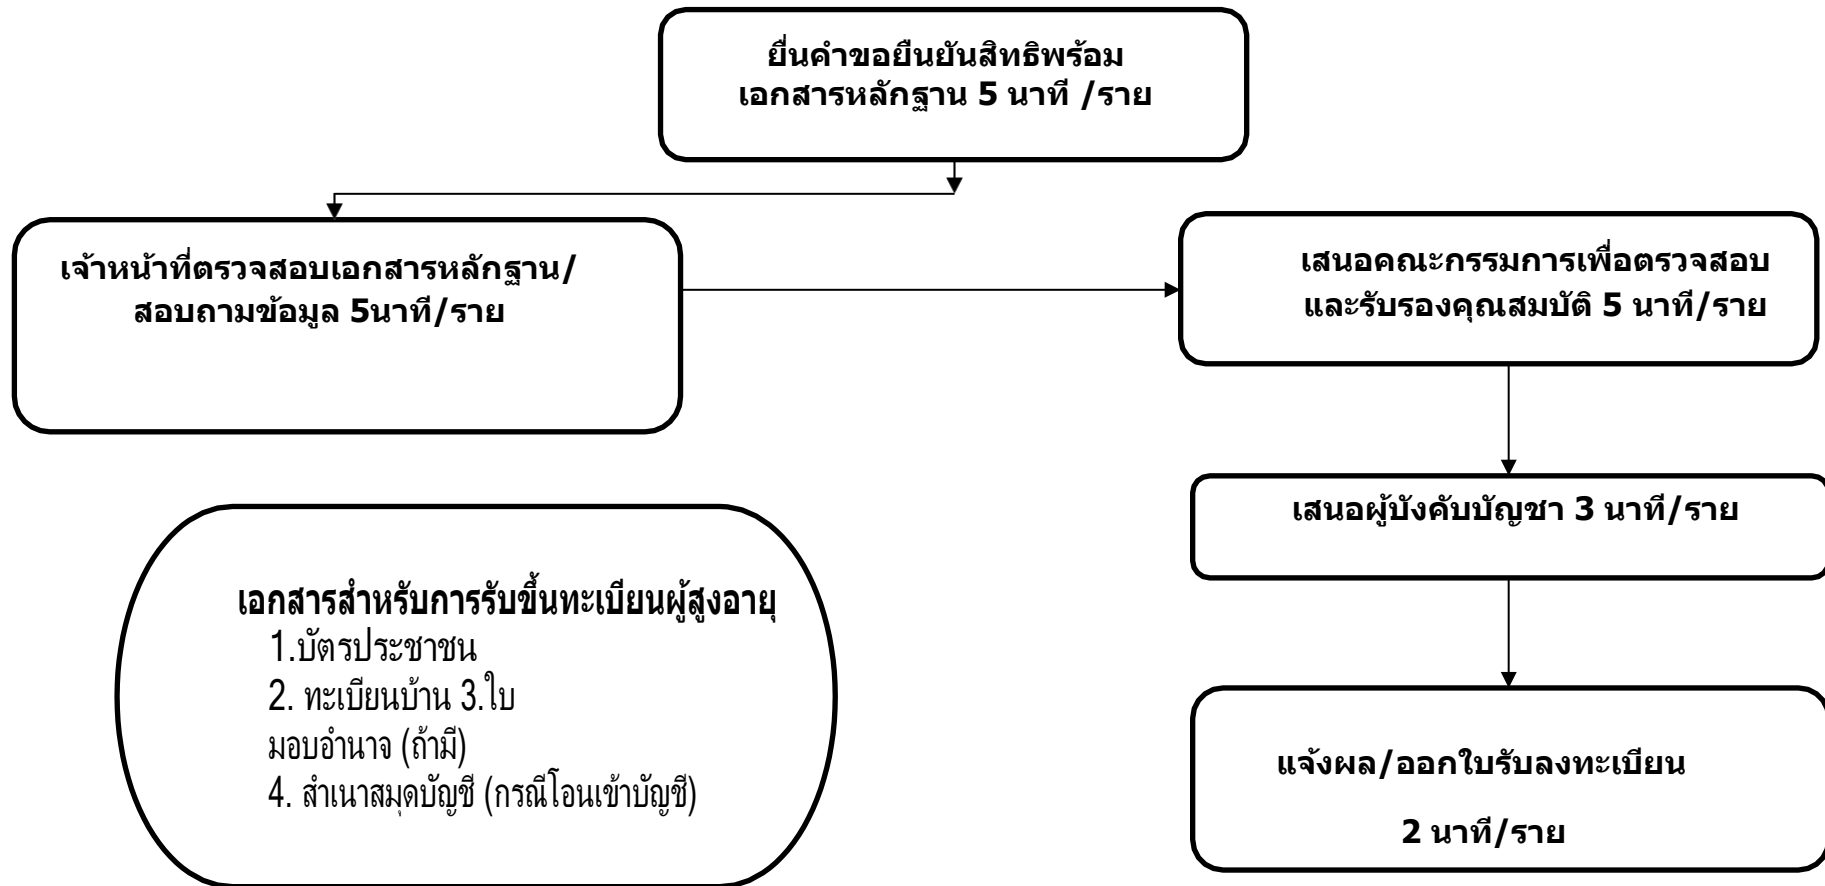 ยื่นคำขอยืนยันสิทธิพร้อม
เอกสารหลักฐาน 5 นาที /ราย
เจ้าหน้าที่ตรวจสอบเอกสารหลักฐาน/
สอบถามข้อมูล 5นาที/ราย
เสนอคณะกรรมการเพื่อตรวจสอบ
และรับรองคุณสมบัติ 5 นาที/ราย
เสนอผู้บังคับบัญชา 3 นาที/ราย
แจ้งผล/ออกใบรับลงทะเบียน
2 นาที/ราย
เอกสารสำหรับการรับขึ้นทะเบียนผู้สูงอายุ
1.บัตรประชาชน
2. ทะเบียนบ้าน 3.ใบ
มอบอำนาจ (ถ้ามี)
4. สำเนาสมุดบัญชี (กรณีโอนเข้าบัญชี)